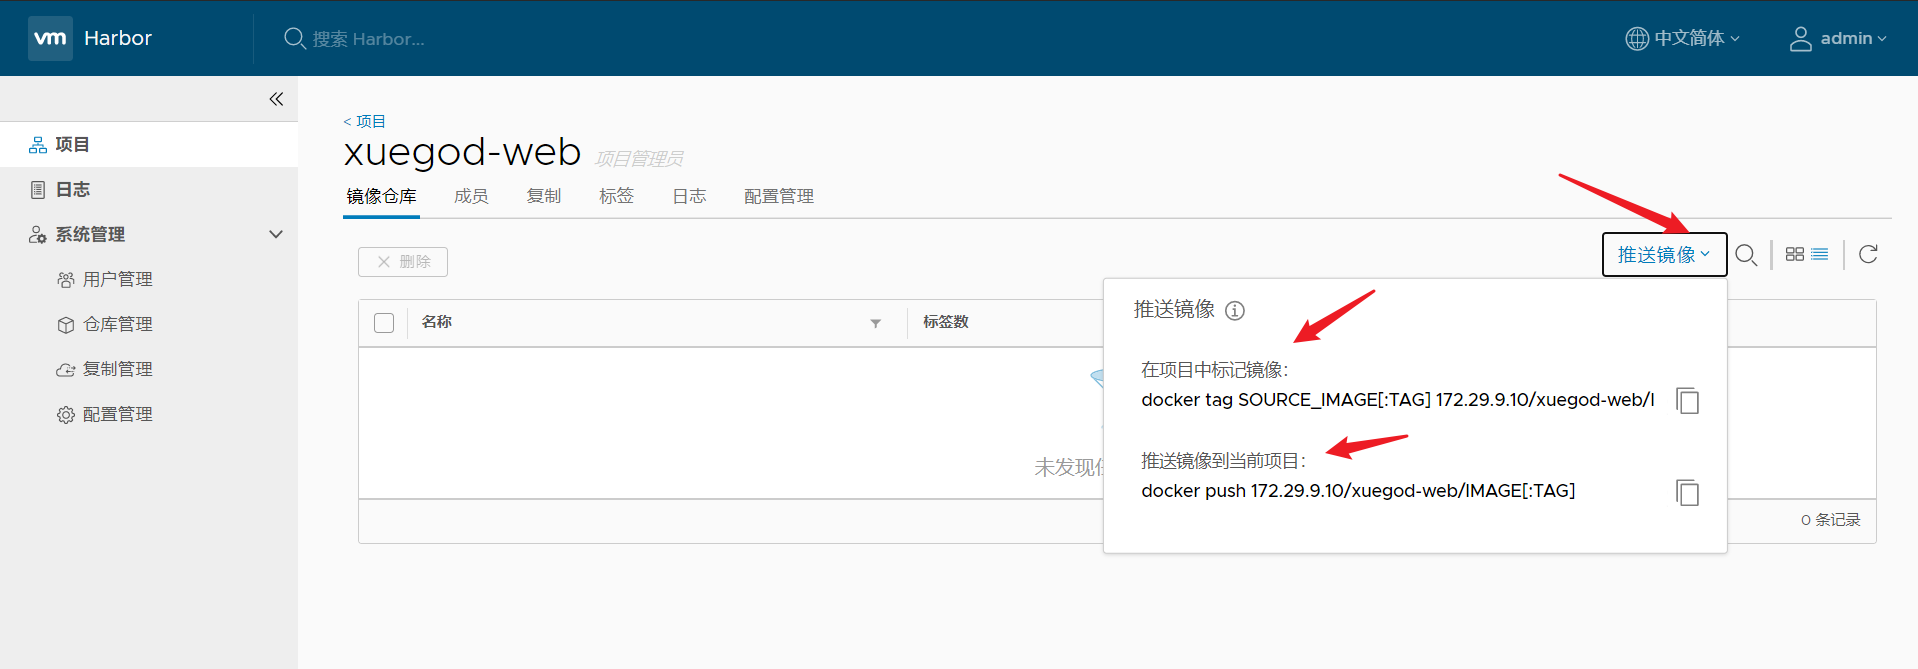 vm Harbor
搜索 Harbor...
中文简体
admin
项目
日志
系统管理
用户管理
仓库管理
复制管理
配置管理
< 项目
xuegod-web 项目管理员
镜像仓库 成员 复制 标签 日志 配置管理
删除
推送镜像
名称 标签数
推送镜像
在项目中标记镜像:
docker tag SOURCE_IMAGE[:TAG] 172.29.9.10/xuegod-web/I
推送镜像到当前项目:
docker push 172.29.9.10/xuegod-web/IMAGE[:TAG]
未发现
0 条记录